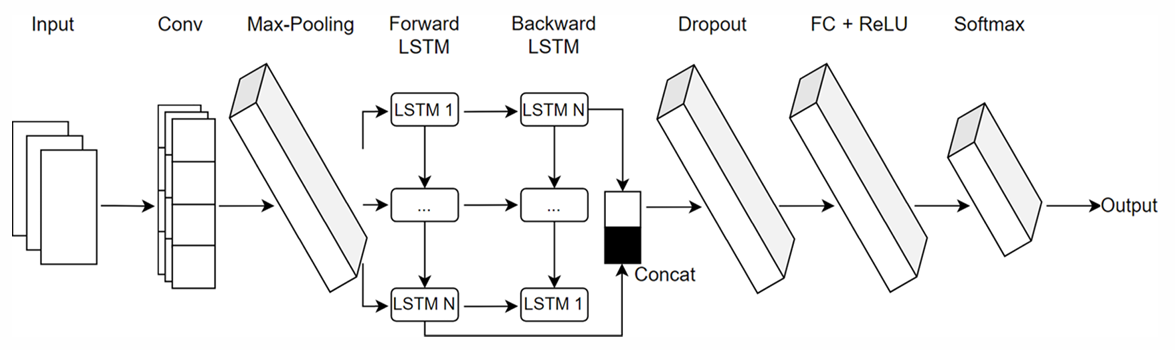 Input
Conv
Max-Pooling
Forward
LSTM
Backward
LSTM
Dropout
FC + ReLU
Softmax
LSTM 1
LSTM N
...
...
LSTM N
LSTM 1
Concat
Output